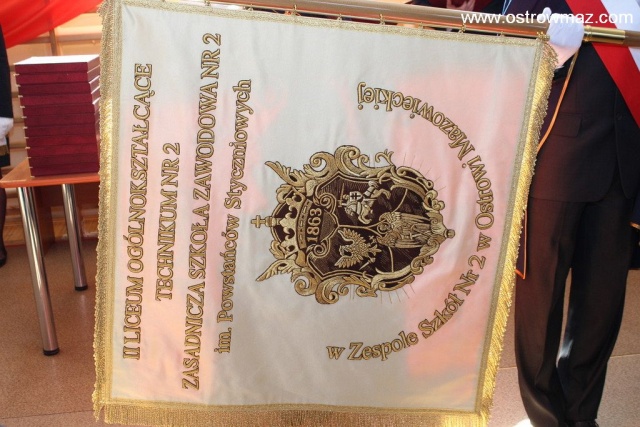 www.ostrowmaz.com
II LICEUM OGÓLNOKSZTAŁCĄCE
TECHNIKUM NR 2
ZASADNICZA SZKOŁA ZAWODOWA NR 2
im. Powstańców Styczniowych
1863
w Zespole Szkół Nr 2 w Ostrowi Mazowieckiej